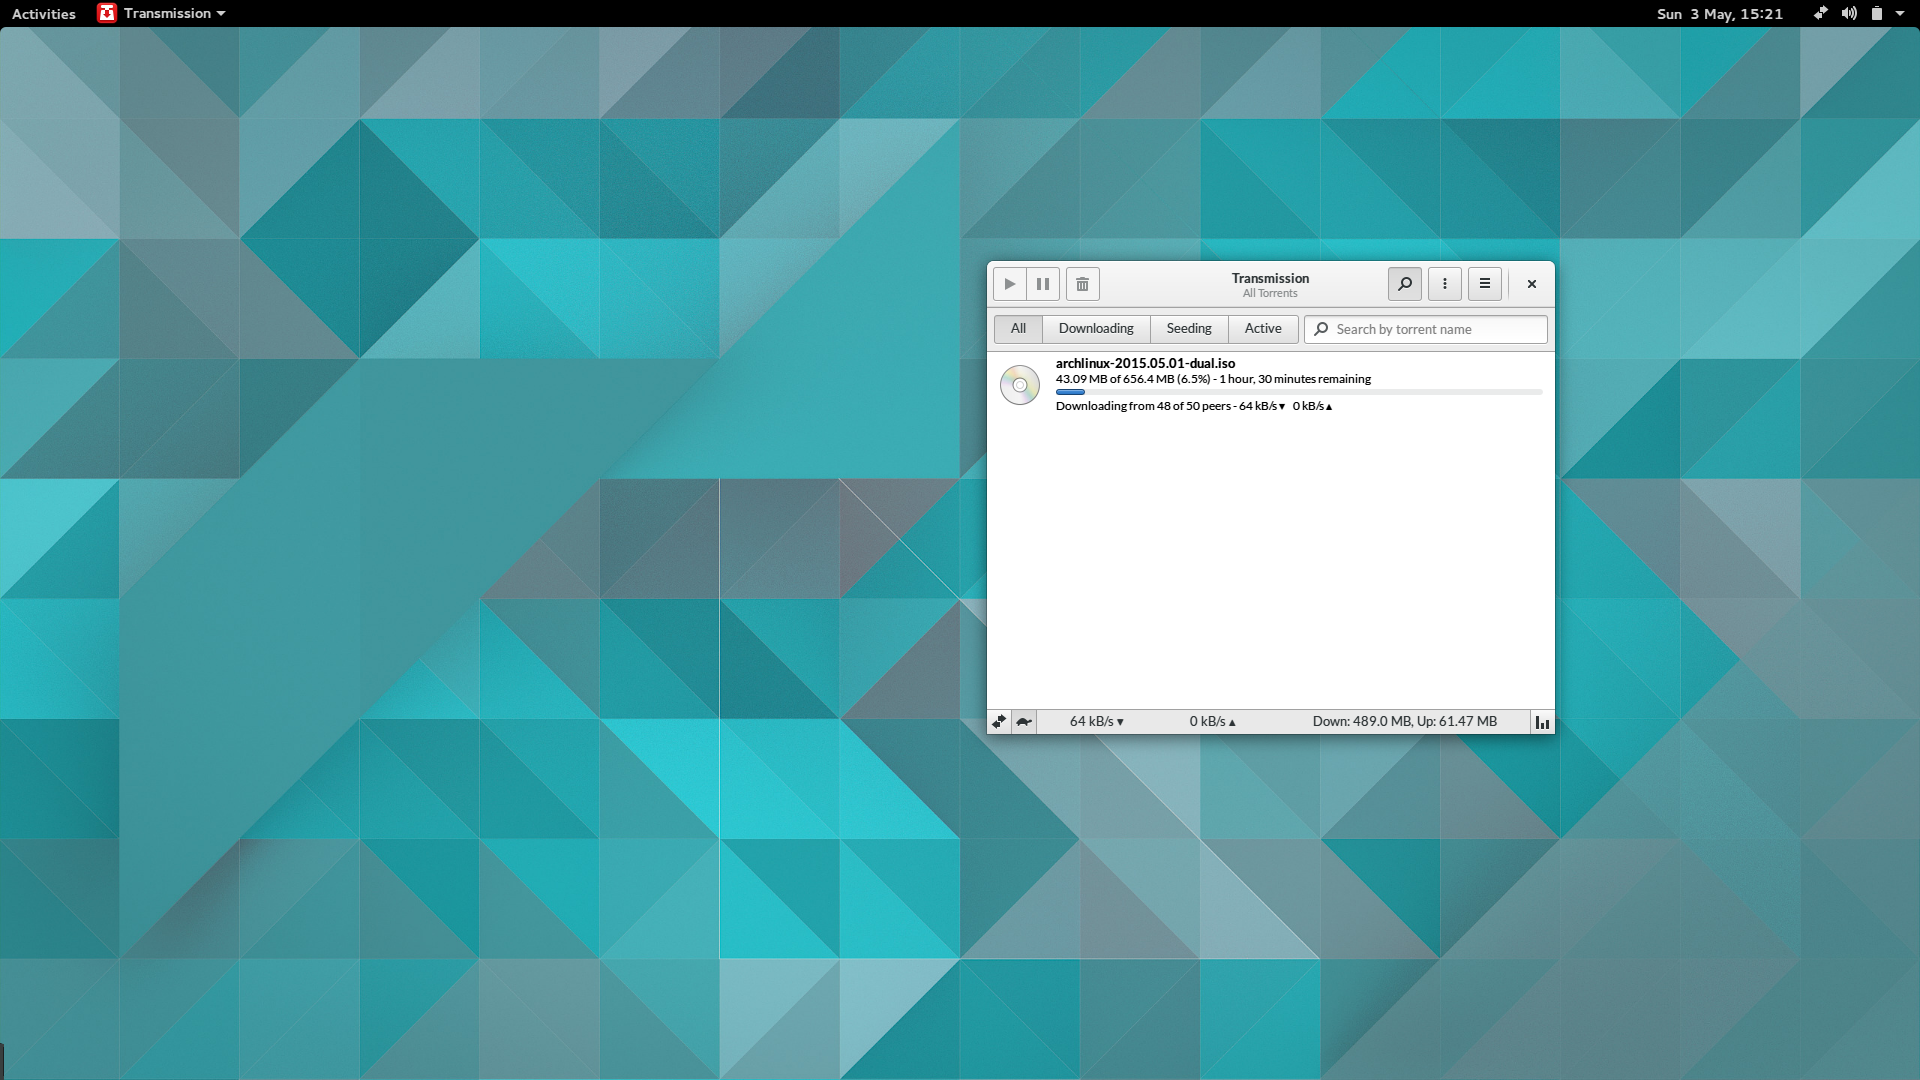 Activities Transmission Sun 3 May, 15:21
Transmission
All Torrents
All Downloading Seeding Active Search by torrent name
archlinux-2015.05.01-dual.iso
43.09 MB of 656.4 MB (6.5%) - 1 hour, 30 minutes remaining
Downloading from 48 of 50 peers - 64 kB/s▾ 0 kB/s▴
64 kB/s▾ 0 kB/s▴ Down: 489.0 MB, Up: 61.47 MB